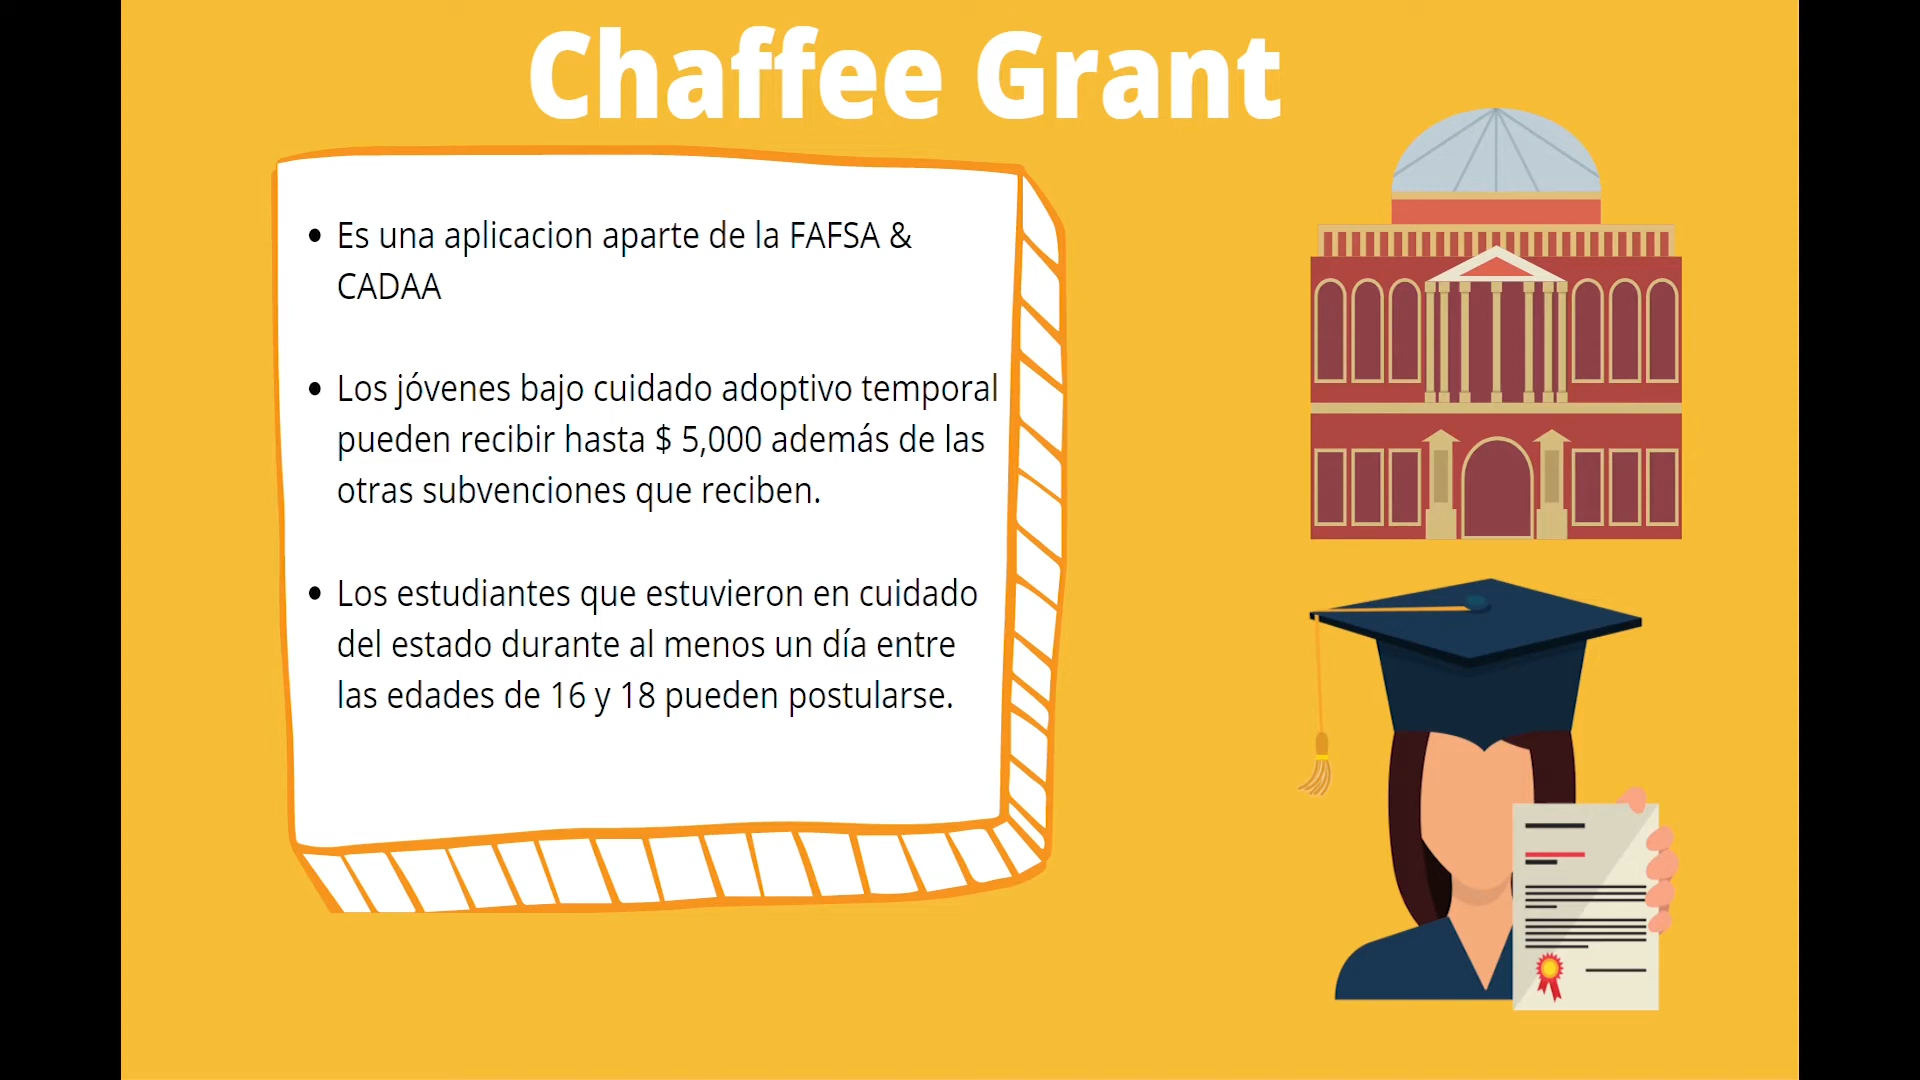 Chaffee Grant
Es una aplicacion aparte de la FAFSA &
CADAA
Los jóvenes bajo cuidado adoptivo temporal
pueden recibir hasta $ 5,000 además de las
otras subvenciones que reciben.
Los estudiantes que estuvieron en cuidado
del estado durante al menos un día entre
las edades de 16 y 18 pueden postularse.